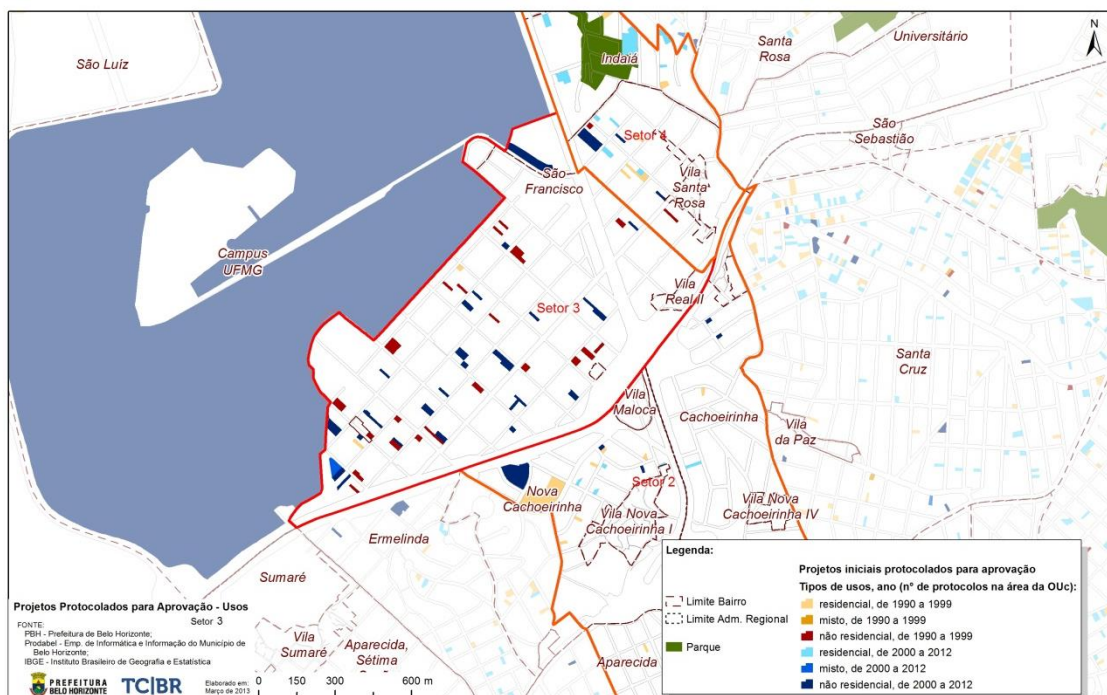 São Luíz
Indaiá
Santa
Rosa
Universitário
N
São
Sebastião
Setor 4
Vila
Santa
Rosa
São
Francisco
Campus
UFMG
Vila
Real II
Setor 3
Santa
Cruz
Vila
Maloca
Cachoeirinha
Vila
da Paz
Setor 2
Nova
Cachoeirinha
Vila Nova
Cachoeirinha I
Vila Nova
Cachoeirinha IV
Ermelinda
Sumaré
Vila
Sumaré
Aparecida,
Sétima
Aparecida
Legenda:
Limite Bairro
Limite Adm. Regional
Parque
Projetos iniciais protocolados para aprovação
Tipos de usos, ano (nº de protocolos na área da OUc):
residencial, de 1990 a 1999
misto, de 1990 a 1999
não residencial, de 1990 a 1999
residencial, de 2000 a 2012
misto, de 2000 a 2012
não residencial, de 2000 a 2012
Projetos Protocolados para Aprovação - Usos
Setor 3
FONTE:
PBH - Prefeitura de Belo Horizonte;
Prodabel - Emp. de Informática e Informação do Município de
Belo Horizonte;
IBGE - Instituto Brasileiro de Geografia e Estatística
PREFEITURA
BELO HORIZONTE
TC|BR
Elaborado em:
Março de 2013
0 150 300 600 m